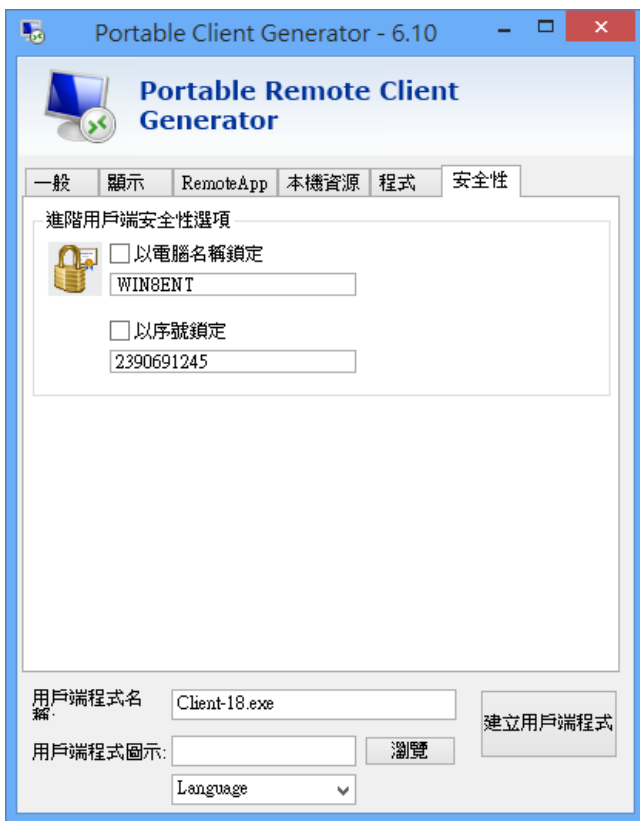 Portable Client Generator - 6.10
Portable Remote Client
Generator
一般 顯示 RemoteApp 本機資源 程式 安全性
進階用戶端安全性選項
以電腦名稱鎖定
WIN8ENT
以序號鎖定
2390691245
用戶端程式名
稱:
Client-18.exe
建立用戶端程式
用戶端程式圖示:
瀏覽
Language